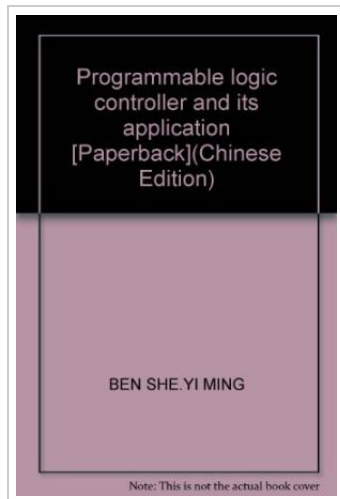 Programmable logic
controller and its
application
[Paperback](Chinese
Edition)
BEN SHE.YI MING
Note: This is not the actual book cover